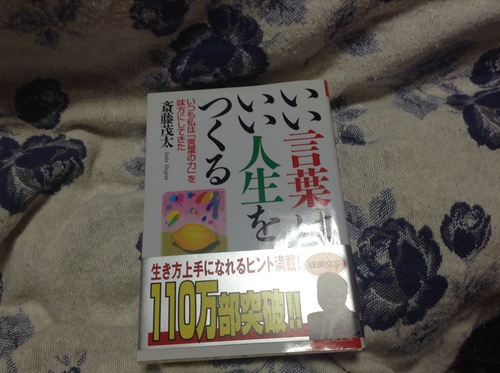 いい言葉は
いい人生を
つくる
いつも私は「言葉の力」を
味方にしてきた
斎藤茂太
Saito Shigeta
生き方上手になれるヒント満載!
110万部突破!!